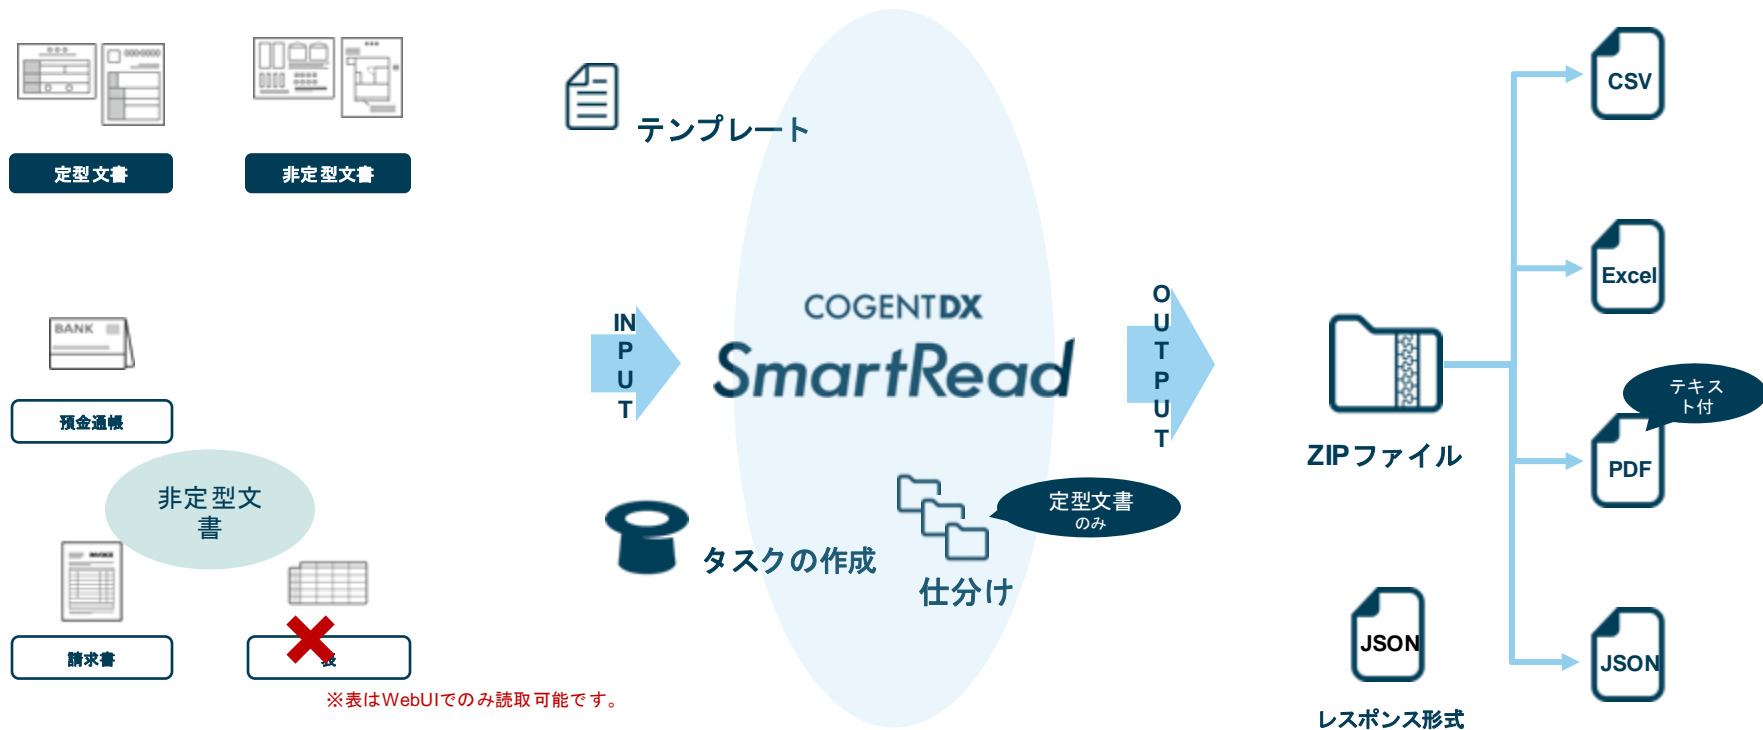 定型文書
非定型文書
テンプレート
BANK
預金通帳
非定型文
書
INVOICE
請求書
表
※表はWebUIでのみ読取可能です。
IN
P
U
T
COGENTDX
SmartRead
タスクの作成
仕分け
定型文書
のみ
O
U
T
P
U
T
ZIPファイル
JSON
レスポンス形式
CSV
Excel
テキス
ト付
PDF
JSON